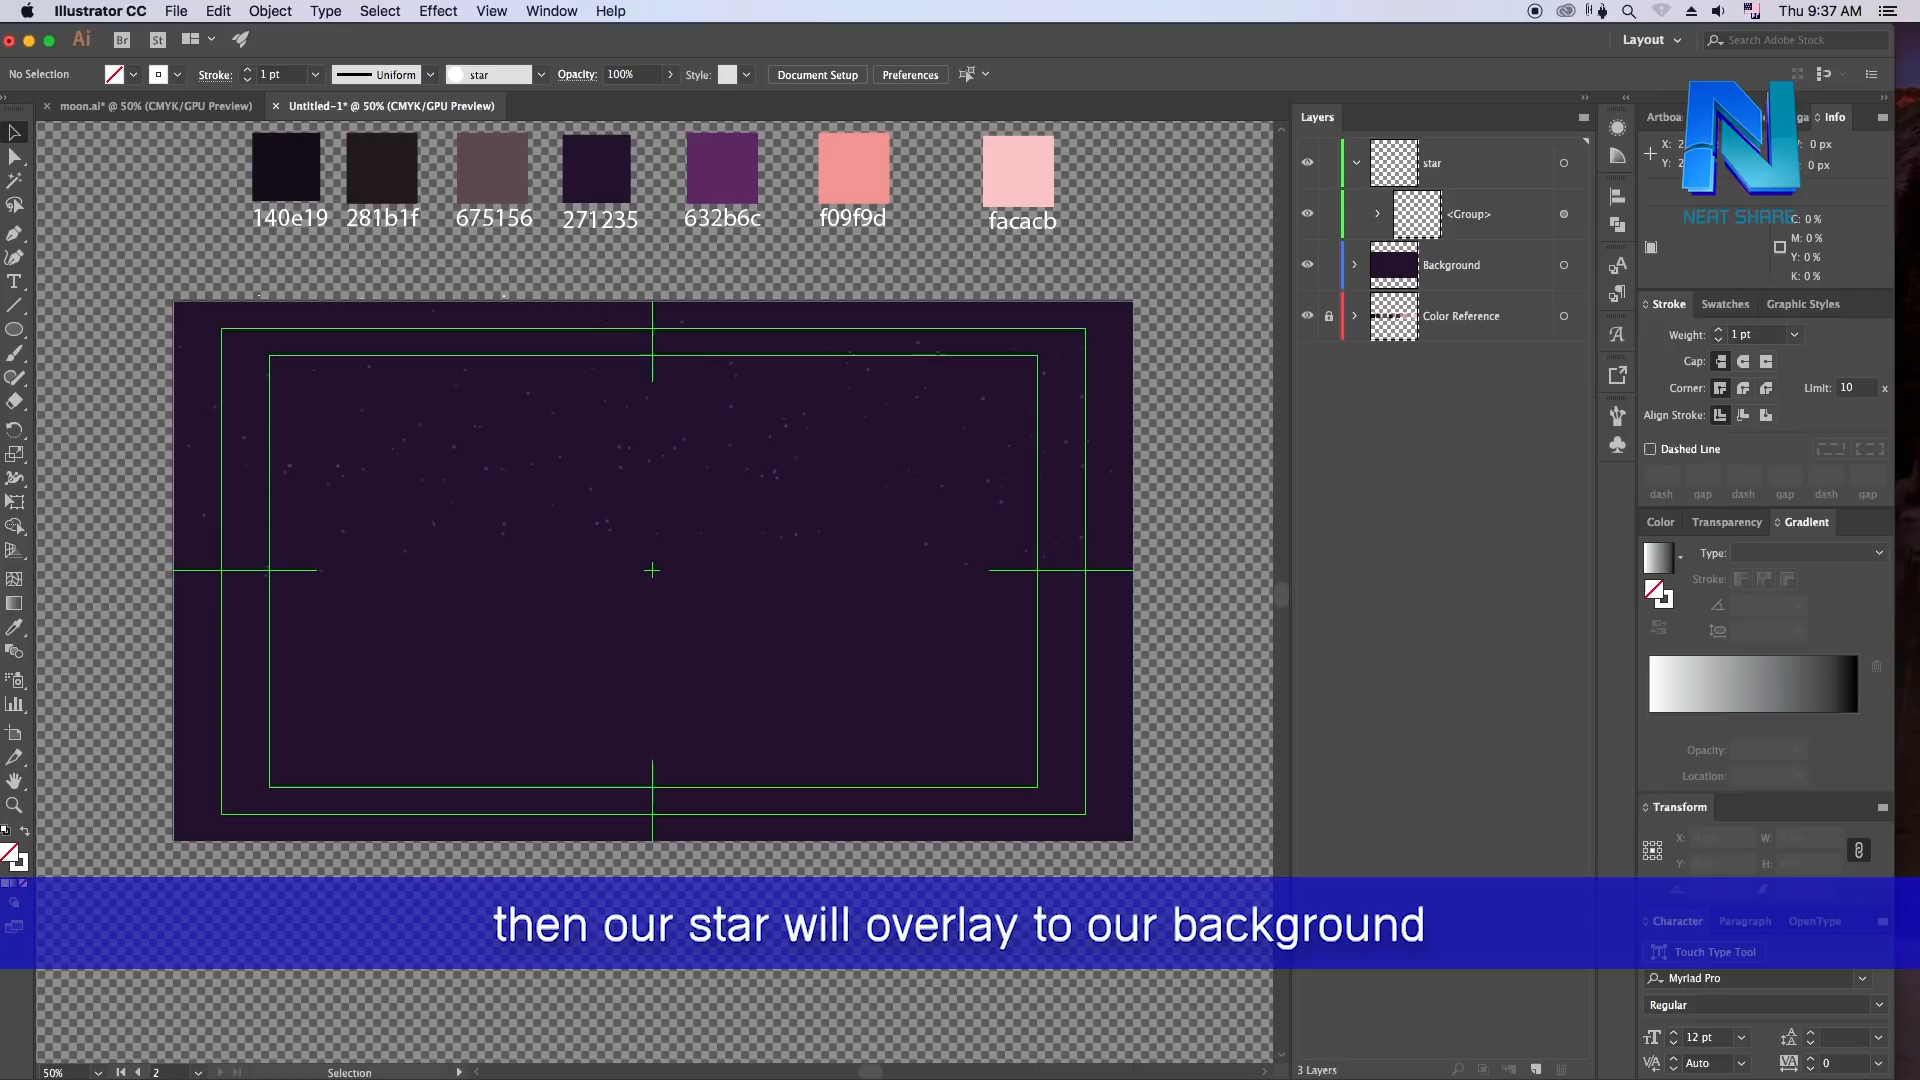 Illustrator CC File Edit Object Type Select Effect View Window Help Thu 9:37 AM
Ai Br St Layout Search Adobe Stock
No Selection Stroke: 1 pt Uniform star Opacity: 100% Style: Document Setup Preferences
moon.ai* @ 50% (CMYK/GPU Preview) Untitled-1* @ 50% (CMYK/GPU Preview)
140e19 281b1f 675156 271235 632b6c f09f9d facacb
Layers
star
<Group>
Background
Color Reference
3 Layers
Info
X:
Y:
0 px
0 px
NEAT SHARE
C: 0 %
M: 0 %
Y: 0 %
K: 0 %
Stroke Swatches Graphic Styles
Weight: 1 pt
Cap:
Corner: Limit: 10 x
Align Stroke:
Dashed Line
dash gap dash gap dash gap
Color Transparency Gradient
Type:
Stroke:
Opacity:
Location:
Transform
X: W:
Y: H:
Character Paragraph OpenType
Touch Type Tool
Myriad Pro
Regular
12 pt
Auto 0
then our star will overlay to our background
50% 2 Selection